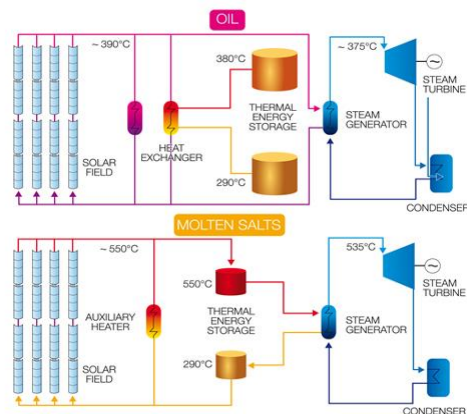 OIL
~ 390°C
380°C
~ 375°C
STEAM
TURBINE
THERMAL
ENERGY
STORAGE
HEAT
EXCHANGER
STEAM
GENERATOR
SOLAR
FIELD
290°C
CONDENSER
MOLTEN SALTS
~ 550°C
535°C
550°C
STEAM
TURBINE
AUXILIARY
HEATER
THERMAL
ENERGY
STORAGE
STEAM
GENERATOR
290°C
SOLAR
FIELD
CONDENSER